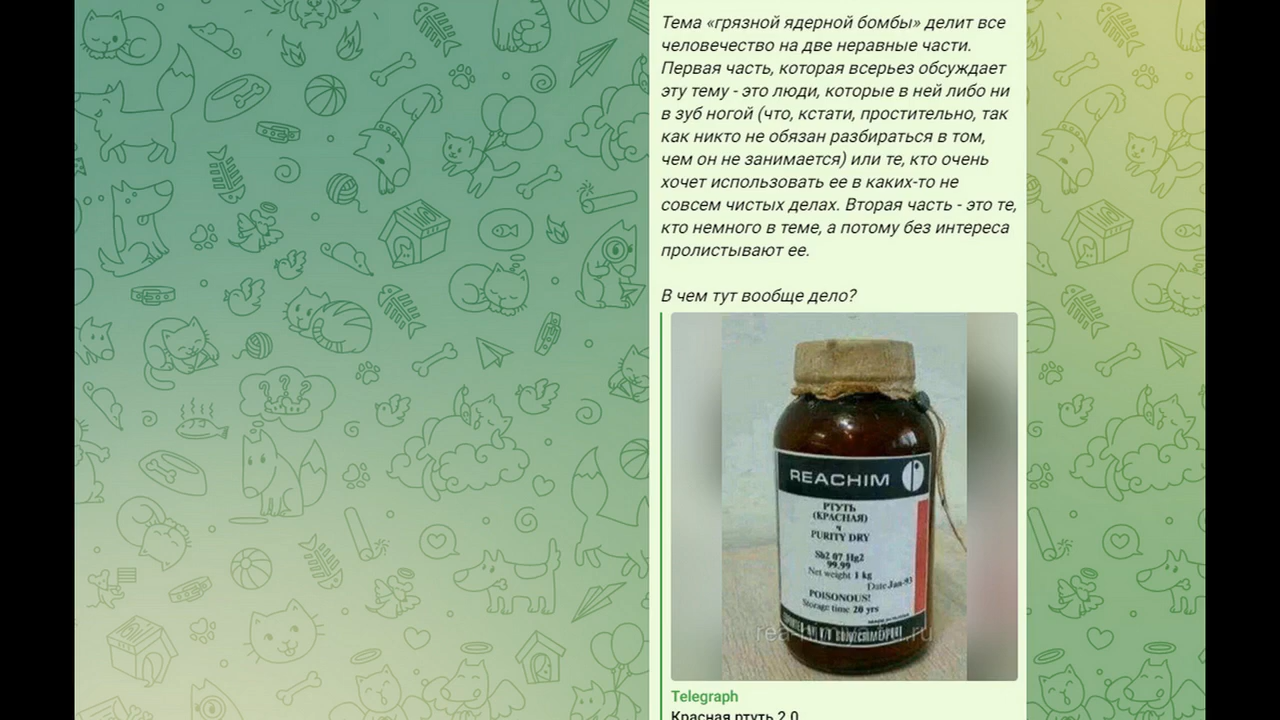 Тема «грязной ядерной бомбы» делит все
человечество на две неравные части.
Первая часть, которая всерьез обсуждает
эту тему - это люди, которые в ней либо ни
в зуб ногой (что, кстати, простительно, так
как никто не обязан разбираться в том,
чем он не занимается) или те, кто очень
хочет использовать ее в каких-то не
совсем чистых делах. Вторая часть - это те,
кто немного в теме, а потому без интереса
пролистывают ее.
В чем тут вообще дело?
REACHIM
РТУТЬ
(КРАСНАЯ)
Ч
PURITY DRY
Sb2 07 Hg2
99.99
Net weight 1 kg
Date Jan-93
POISONOUS!
Storage time 20 yrs
Telegraph
Красная ртуть 2.0